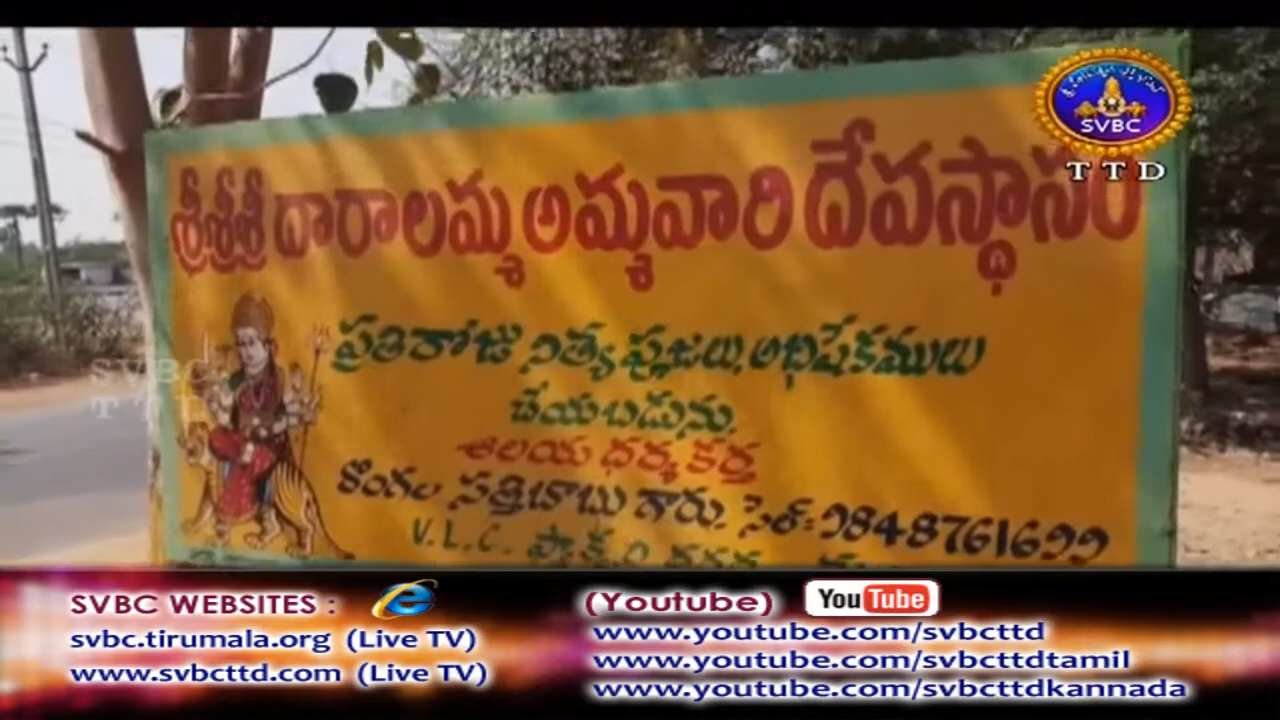 SVBC
TTD
శ్రీశ్రీశ్రీ దారాలమ్మ అమ్మవారి దేవస్థానం
ప్రతిరోజు నిత్య పూజలు, అభిషేకములు
చేయబడును.
ఆలయ ధర్మకర్త
కొంగల సత్తిబాబు గారు. సెల్: 9848761699
V.L.C.
SVBC WEBSITES :
svbc.tirumala.org (Live TV)
www.svbcttd.com (Live TV)
(Youtube) YouTube
www.youtube.com/svbcttd
www.youtube.com/svbcttdtamil
www.youtube.com/svbcttdkannada